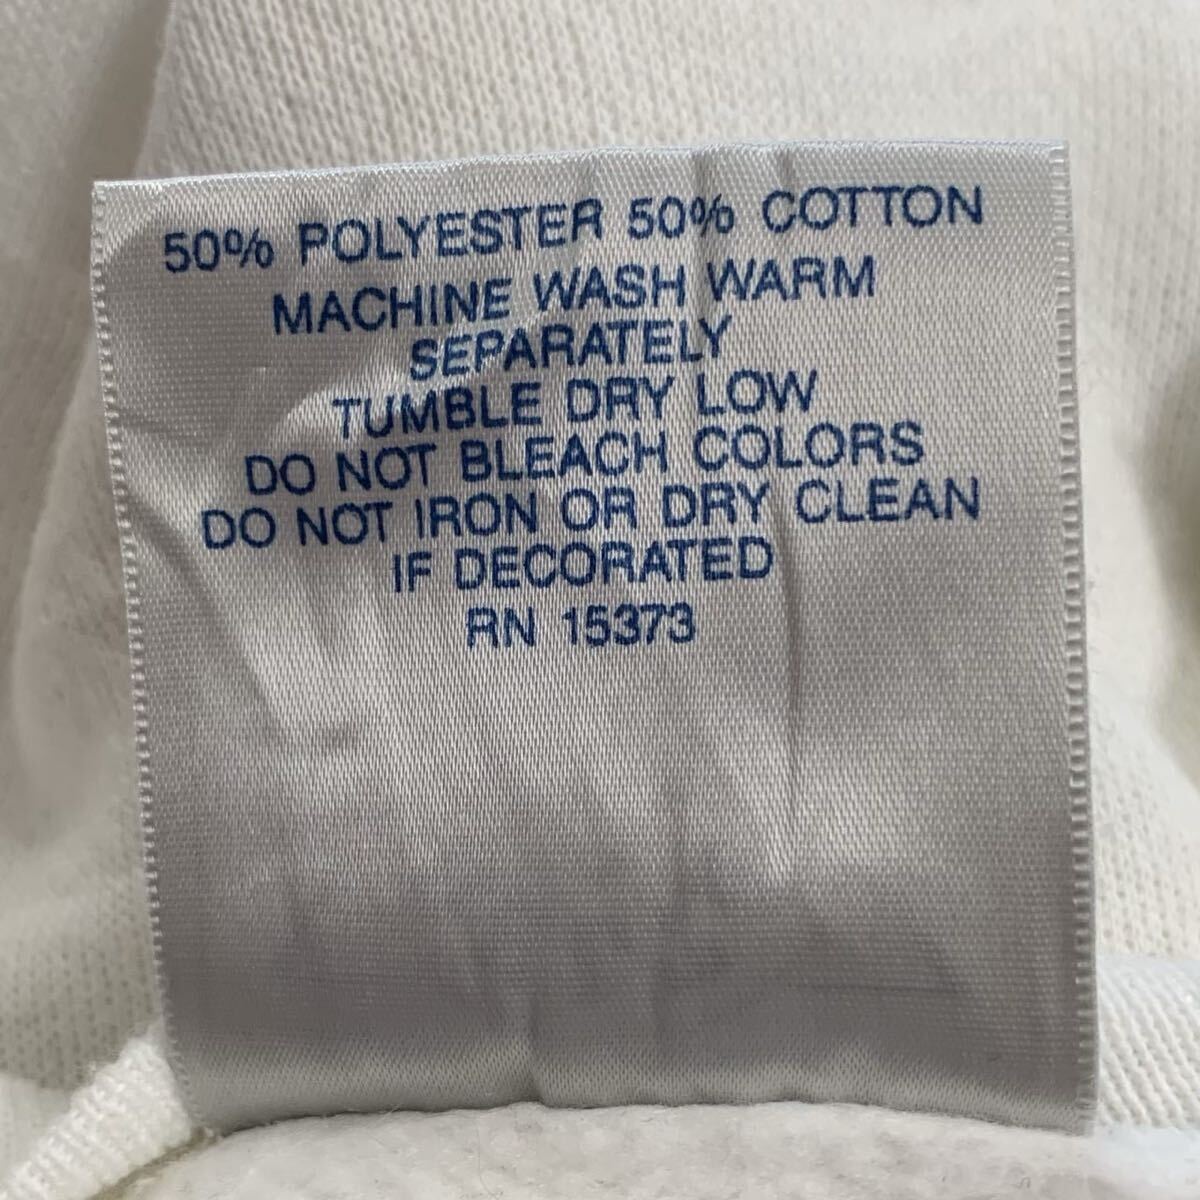 50% POLYESTER 50% COTTON
MACHINE WASH WARM
SEPARATELY
TUMBLE DRY LOW
DO NOT BLEACH COLORS
DO NOT IRON OR DRY CLEAN
IF DECORATED
RN 15373